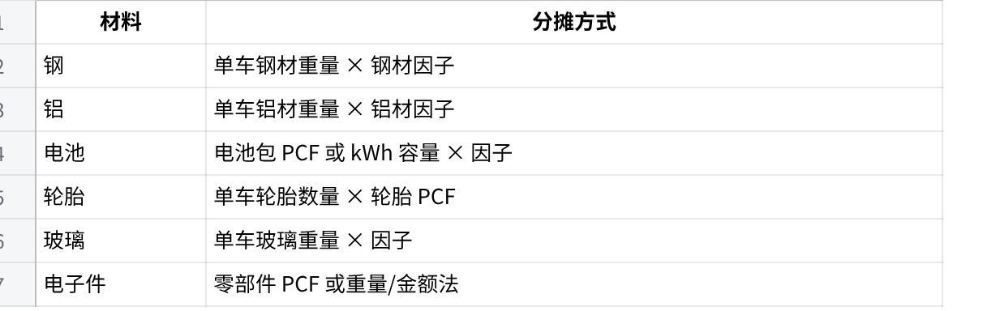 材料 分摊方式
2 钢 单车钢材重量 × 钢材因子
3 铝 单车铝材重量 × 铝材因子
4 电池 电池包 PCF 或 kWh 容量 × 因子
5 轮胎 单车轮胎数量 × 轮胎 PCF
6 玻璃 单车玻璃重量 × 因子
7 电子件 零部件 PCF 或重量/金额法